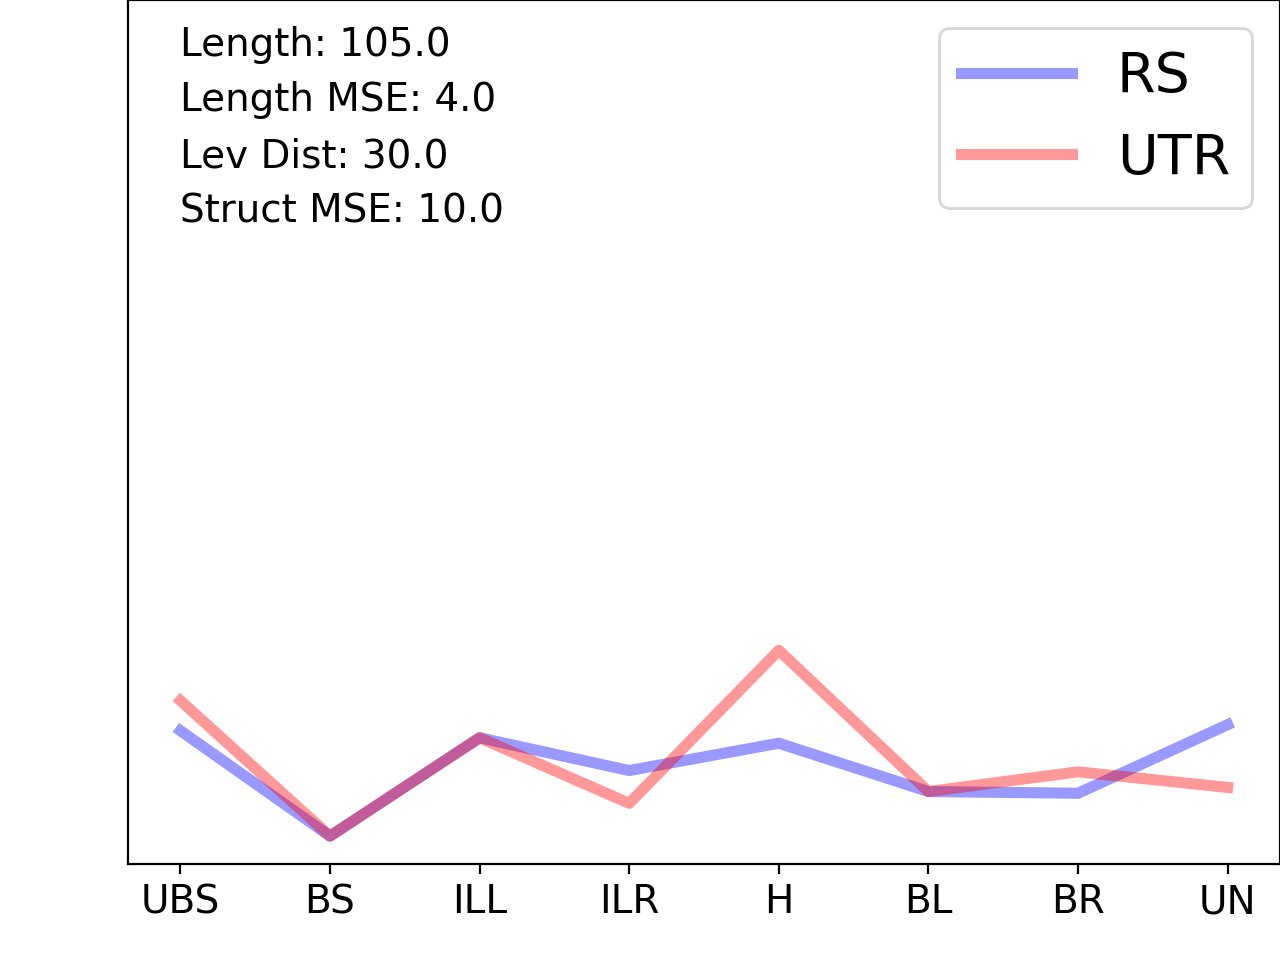 Length: 105.0
Length MSE: 4.0
Lev Dist: 30.0
Struct MSE: 10.0
RS
UTR
UBS BS ILL ILR H BL BR UN